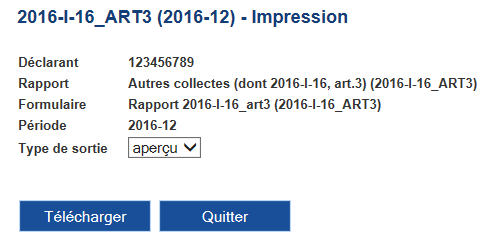 2016-I-16_ART3 (2016-12) - Impression
Déclarant 123456789
Rapport Autres collectes (dont 2016-I-16, art.3) (2016-I-16_ART3)
Formulaire Rapport 2016-I-16_art3 (2016-I-16_ART3)
Période 2016-12
Type de sortie aperçu
Télécharger Quitter